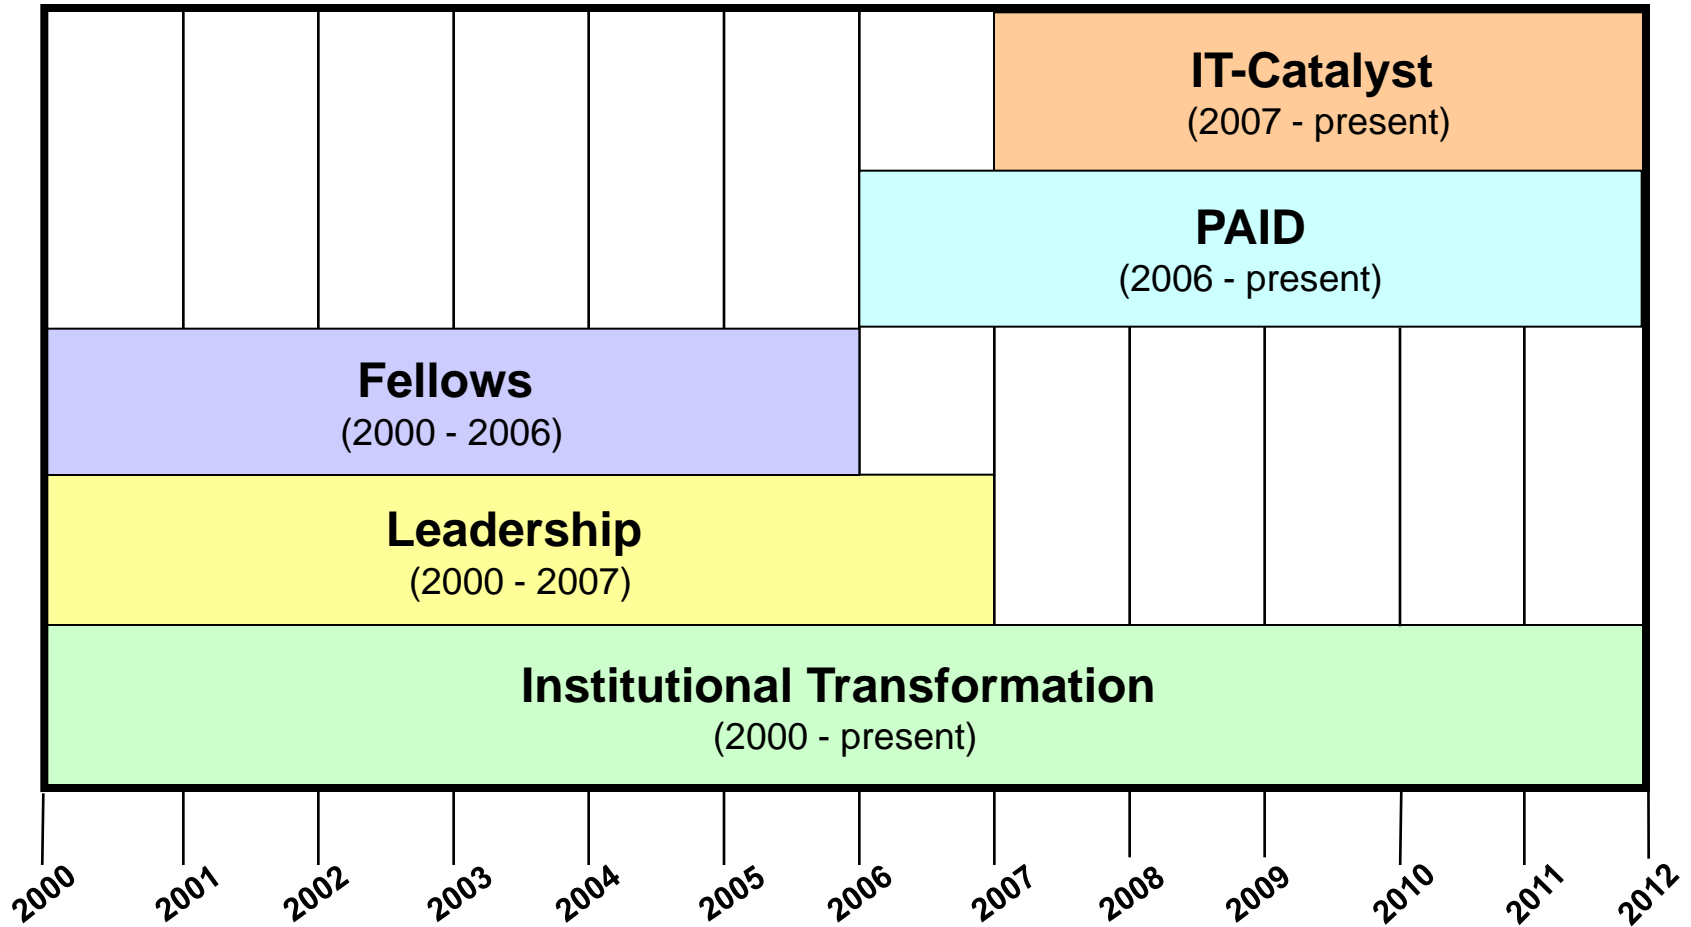 IT-Catalyst
(2007 - present)
PAID
(2006 - present)
Fellows
(2000 - 2006)
Leadership
(2000 - 2007)
Institutional Transformation
(2000 - present)
2000
2001
2002
2003
2004
2005
2006
2007
2008
2009
2010
2011
2012